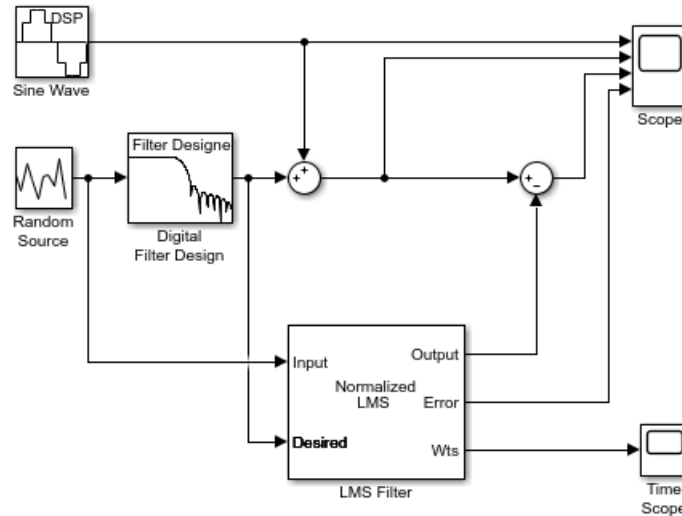 DSP
Sine Wave
Scope
Filter Designe
Random
Source
Digital
Filter Design
Input
Output
Normalized
LMS
Error
Desired
Wts
LMS Filter
Time
Scope